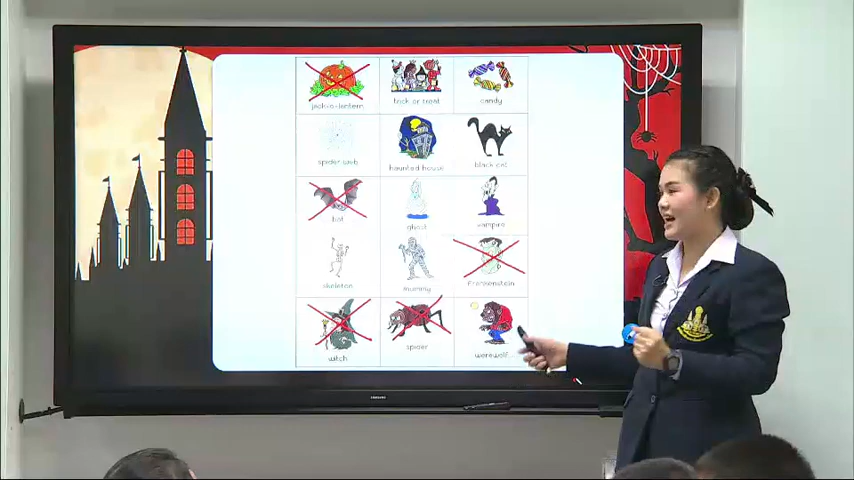 jack-o-lantern
trick or treat
candy
spider web
haunted house
black cat
bat
ghost
vampire
skeleton
mummy
Frankenstein
witch
spider
werewolf